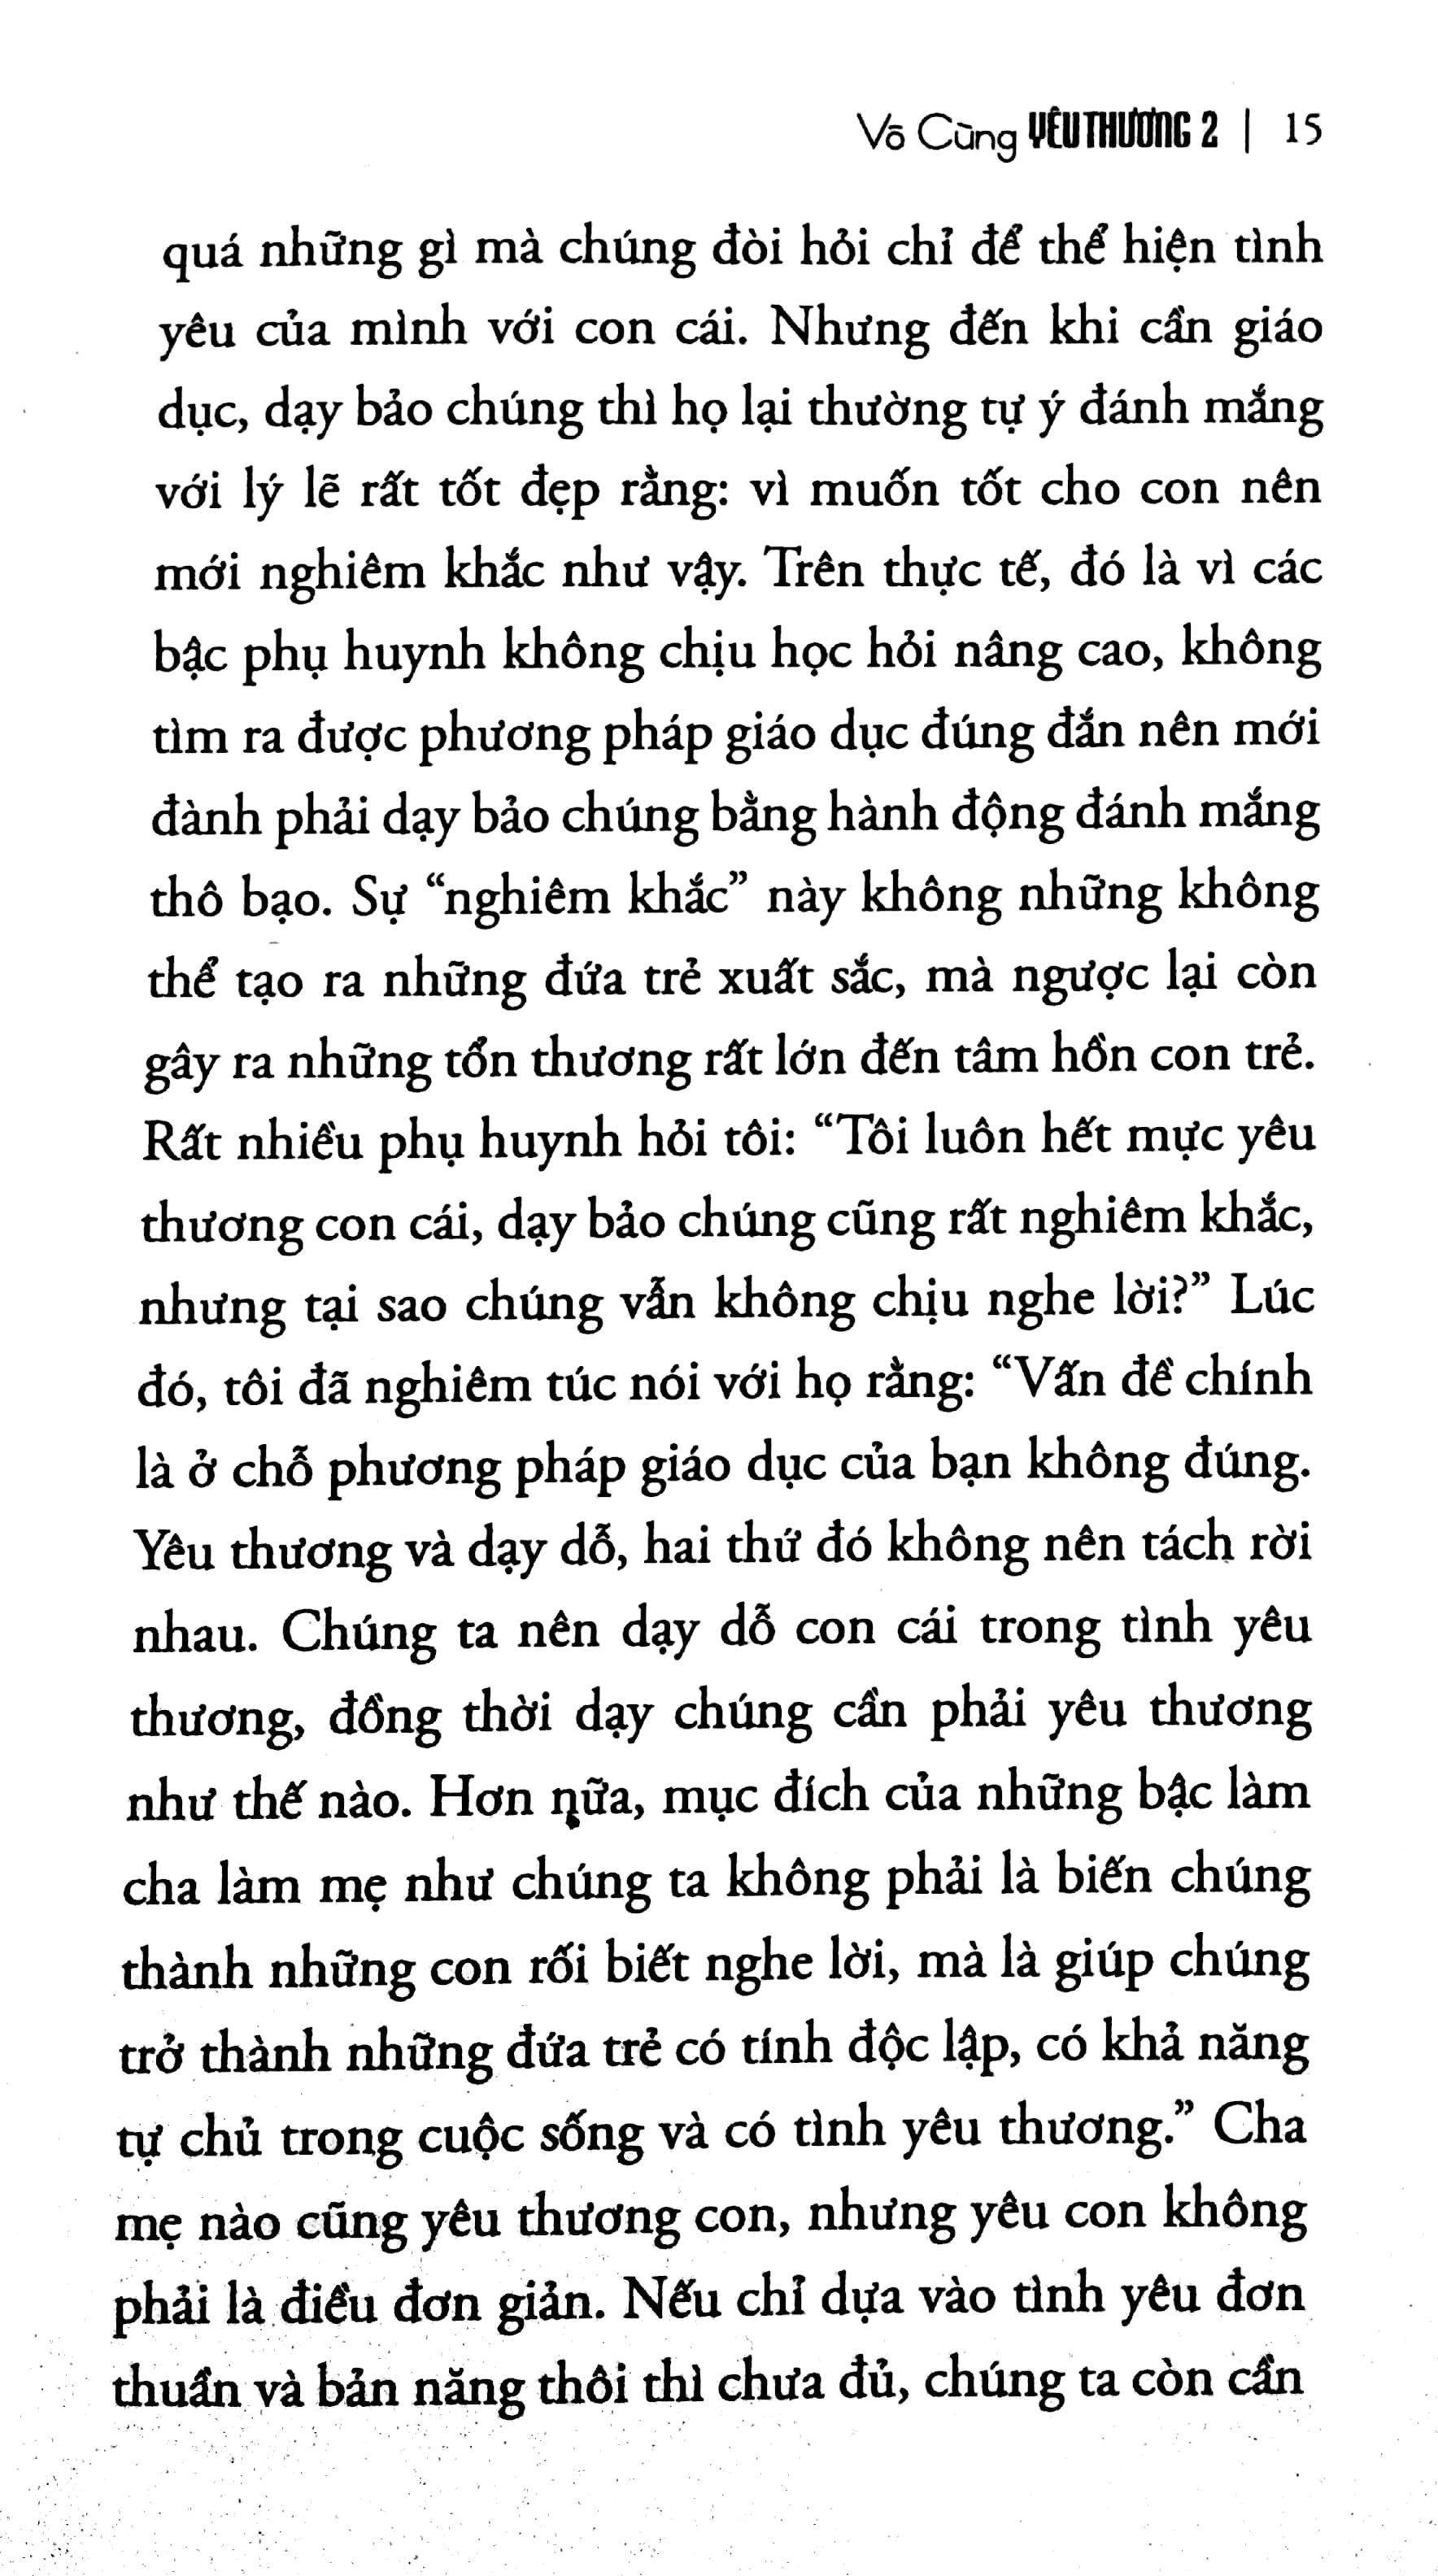 Vô Cùng YÊU THƯƠNG 2 | 15
quá những gì mà chúng đòi hỏi chỉ để thể hiện tình
yêu của mình với con cái. Nhưng đến khi cần giáo
dục, dạy bảo chúng thì họ lại thường tự ý đánh mắng
với lý lẽ rất tốt đẹp rằng: vì muốn tốt cho con nên
mới nghiêm khắc như vậy. Trên thực tế, đó là vì các
bậc phụ huynh không chịu học hỏi nâng cao, không
tìm ra được phương pháp giáo dục đúng đắn nên mới
đành phải dạy bảo chúng bằng hành động đánh mắng
thô bạo. Sự “nghiêm khắc” này không những không
thể tạo ra những đứa trẻ xuất sắc, mà ngược lại còn
gây ra những tổn thương rất lớn đến tâm hồn con trẻ.
Rất nhiều phụ huynh hỏi tôi: “Tôi luôn hết mực yêu
thương con cái, dạy bảo chúng cũng rất nghiêm khắc,
nhưng tại sao chúng vẫn không chịu nghe lời?” Lúc
đó, tôi đã nghiêm túc nói với họ rằng: “Vấn đề chính
là ở chỗ phương pháp giáo dục của bạn không đúng.
Yêu thương và dạy dỗ, hai thứ đó không nên tách rời
nhau. Chúng ta nên dạy dỗ con cái trong tình yêu
thương, đồng thời dạy chúng cần phải yêu thương
như thế nào. Hơn nữa, mục đích của những bậc làm
cha làm mẹ như chúng ta không phải là biến chúng
thành những con rối biết nghe lời, mà là giúp chúng
trở thành những đứa trẻ có tính độc lập, có khả năng
tự chủ trong cuộc sống và có tình yêu thương.” Cha
mẹ nào cũng yêu thương con, nhưng yêu con không
phải là điều đơn giản. Nếu chỉ dựa vào tình yêu đơn
thuần và bản năng thôi thì chưa đủ, chúng ta còn cần